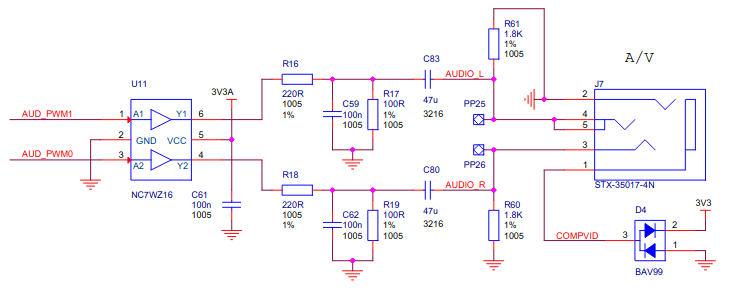 R61
1.8K
1%
1005
A/V
C83
AUDIO_L
47u
3216
R16
220R
1005
1%
C59
100n
1005
R17
100R
1%
1005
J7
2
4
5
3
1
STX-35017-4N
PP25
PP26
U11
3V3A
AUD_PWM1
1
A1
Y1
6
2
GND
VCC
5
AUD_PWM0
3
A2
Y2
4
NC7WZ16
C61
100n
1005
R18
220R
1005
1%
C62
100n
1005
R19
100R
1%
1005
C80
AUDIO_R
47u
3216
R60
1.8K
1%
1005
COMPVID
D4
3V3
3
2
1
BAV99